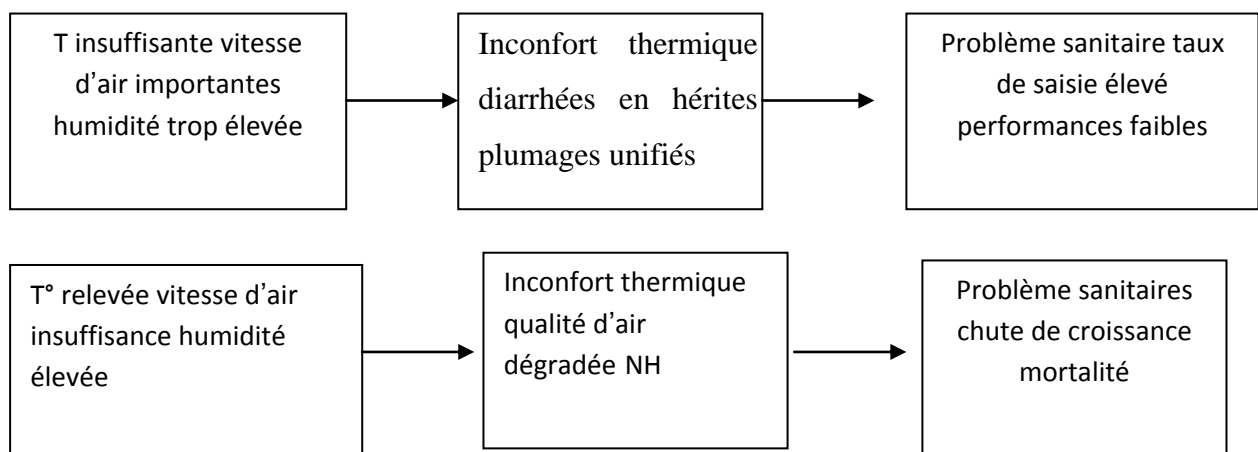 T insuffisante vitesse
d’air importantes
humidité trop élevée
Inconfort thermique
diarrhées en hérites
plumages unifiés
Problème sanitaire taux
de saisie élevé
performances faibles
T° relevée vitesse d’air
insuffisance humidité
élevée
Inconfort thermique
qualité d’air
dégradée NH
Problème sanitaires
chute de croissance
mortalité